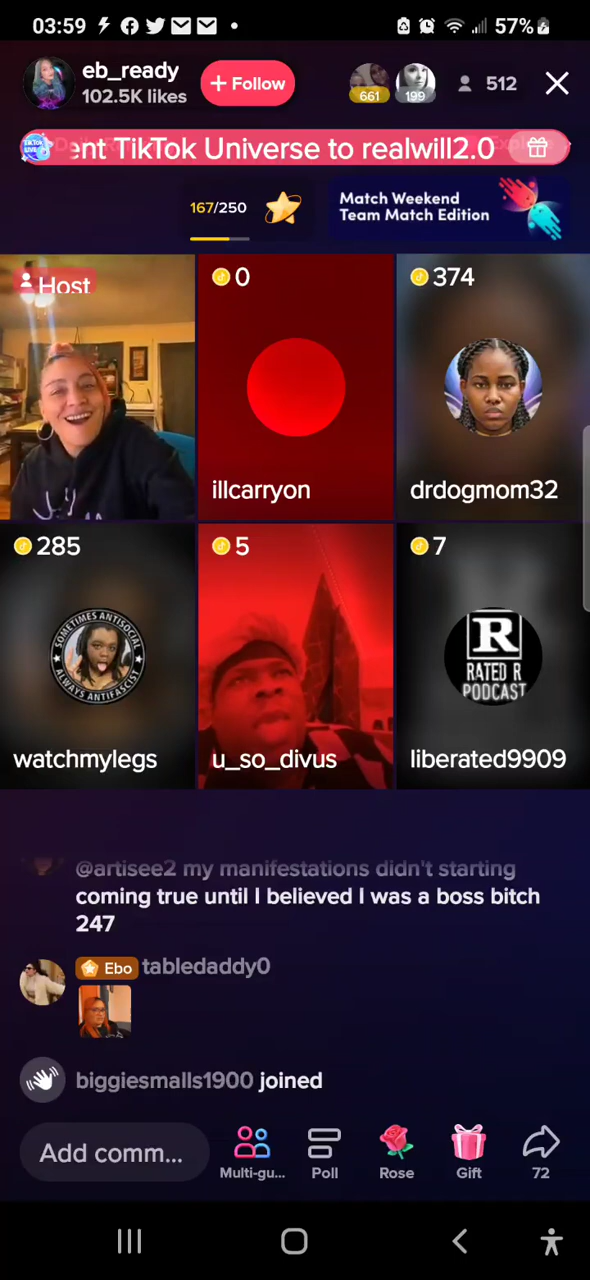 03:59
57%
eb_ready
102.5K likes
+ Follow
661
199
512
ent TikTok Universe to realwill2.0
167/250
Match Weekend
Team Match Edition
Host
0
374
illcarryon
drdogmom32
285
5
7
SOMETIMES ANTISOCIAL
ALWAYS ANTIFASCIST
R
RATED R
PODCAST
watchmylegs
u_so_divus
liberated9909
@artisee2 my manifestations didn't starting
coming true until I believed I was a boss bitch
247
Ebo tabledaddy0
biggiesmalls1900 joined
Add comm...
Multi-gu...
Poll
Rose
Gift
72